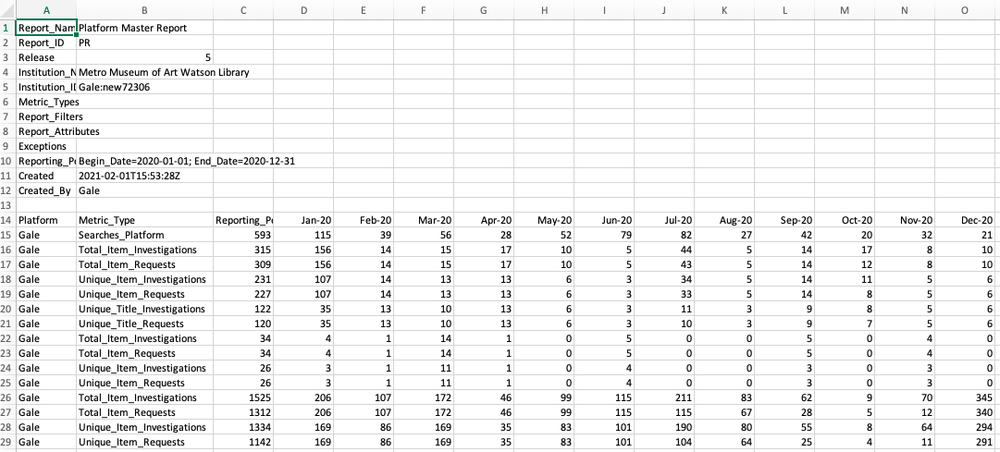 A B C D E F G H I J K L M N O
1 Report_Nam Platform Master Report
2 Report_ID PR
3 Release 5
4 Institution_N Metro Museum of Art Watson Library
5 Institution_I Gale:new72306
6 Metric_Types
7 Report_Filters
8 Report_Attributes
9 Exceptions
10 Reporting_P Begin_Date=2020-01-01; End_Date=2020-12-31
11 Created 2021-02-01T15:53:28Z
12 Created_By Gale
13
14 Platform Metric_Type Reporting_P Jan-20 Feb-20 Mar-20 Apr-20 May-20 Jun-20 Jul-20 Aug-20 Sep-20 Oct-20 Nov-20 Dec-20
15 Gale Searches_Platform 593 115 39 56 28 52 79 82 27 42 20 32 21
16 Gale Total_Item_Investigations 315 156 14 15 17 10 5 44 5 14 17 8 10
17 Gale Total_Item_Requests 309 156 14 15 17 10 5 43 5 14 12 8 10
18 Gale Unique_Item_Investigations 231 107 14 13 13 6 3 34 5 14 11 5 6
19 Gale Unique_Item_Requests 227 107 14 13 13 6 3 33 5 14 8 5 6
20 Gale Unique_Title_Investigations 122 35 13 10 13 6 3 11 3 9 8 5 6
21 Gale Unique_Title_Requests 120 35 13 10 13 6 3 10 3 9 7 5 6
22 Gale Total_Item_Investigations 34 4 1 14 1 0 5 0 0 5 0 4 0
23 Gale Total_Item_Requests 34 4 1 14 1 0 5 0 0 5 0 4 0
24 Gale Unique_Item_Investigations 26 3 1 11 1 0 4 0 0 3 0 3 0
25 Gale Unique_Item_Requests 26 3 1 11 1 0 4 0 0 3 0 3 0
26 Gale Total_Item_Investigations 1525 206 107 172 46 99 115 211 83 62 9 70 345
27 Gale Total_Item_Requests 1312 206 107 172 46 99 115 115 67 28 5 12 340
28 Gale Unique_Item_Investigations 1334 169 86 169 35 83 101 190 80 55 8 64 294
29 Gale Unique_Item_Requests 1142 169 86 169 35 83 101 104 64 25 4 11 291